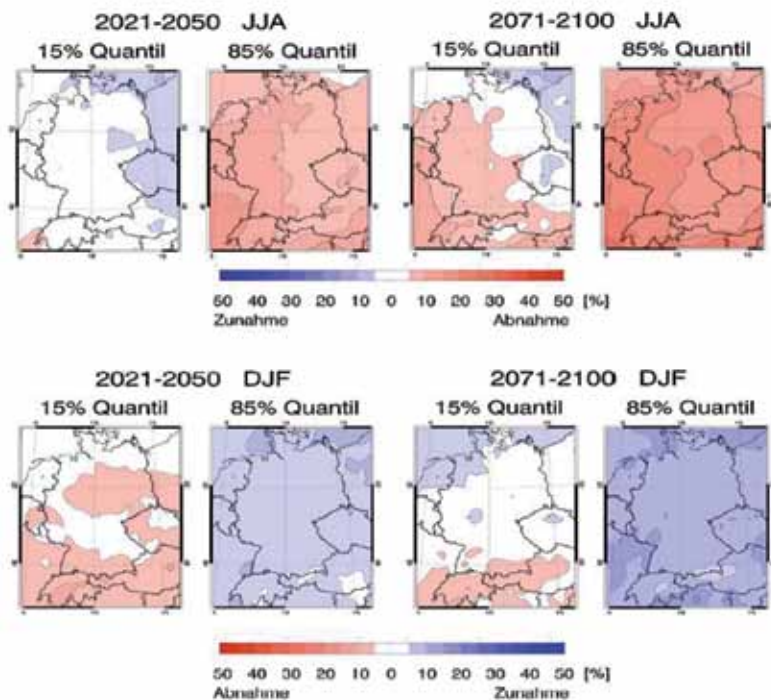 2021-2050 JJA 2071-2100 JJA
15% Quantil 85% Quantil 15% Quantil 85% Quantil
50 40 30 20 10 0 10 20 30 40 50 [%]
Zunahme Abnahme
2021-2050 DJF 2071-2100 DJF
15% Quantil 85% Quantil 15% Quantil 85% Quantil
50 40 30 20 10 0 10 20 30 40 50 [%]
Abnahme Zunahme